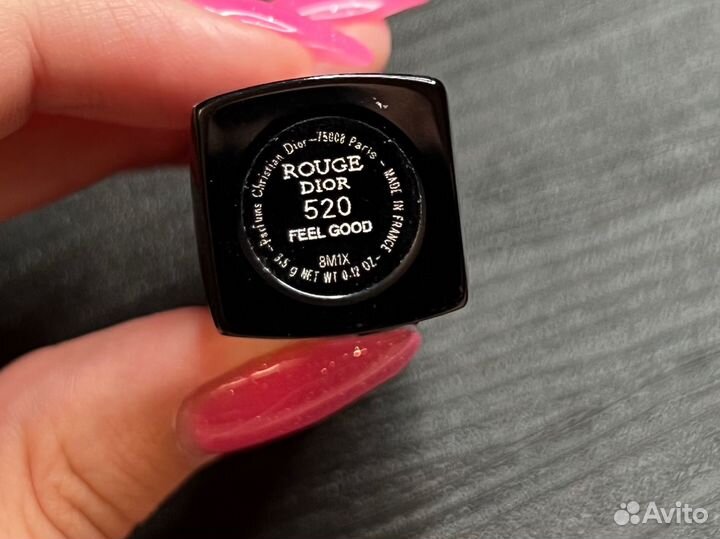 Parfums Christian Dior-75008 Paris - MADE IN FRANCE -
ROUGE
DIOR
520
FEEL GOOD
8M1X
3.5 g NET WT 0.12 OZ-
Avito